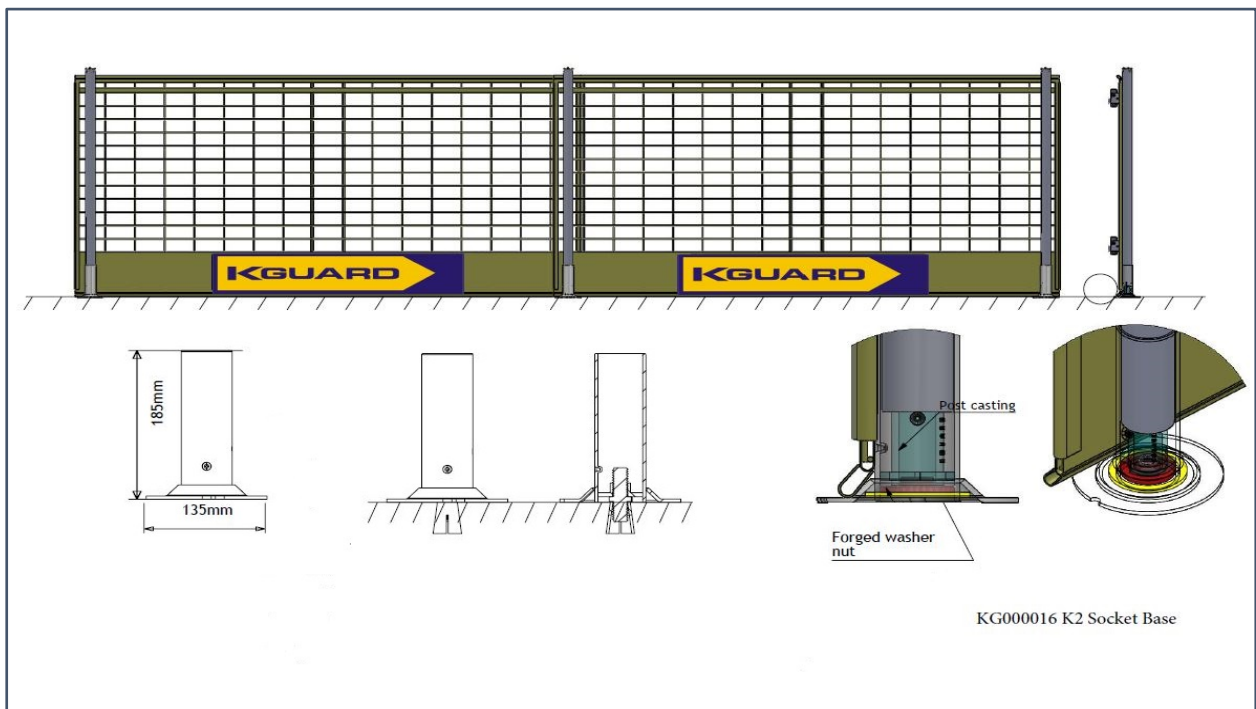 KGUARD
KGUARD
185mm
135mm
Post casting
Forged washer
nut
KG000016 K2 Socket Base